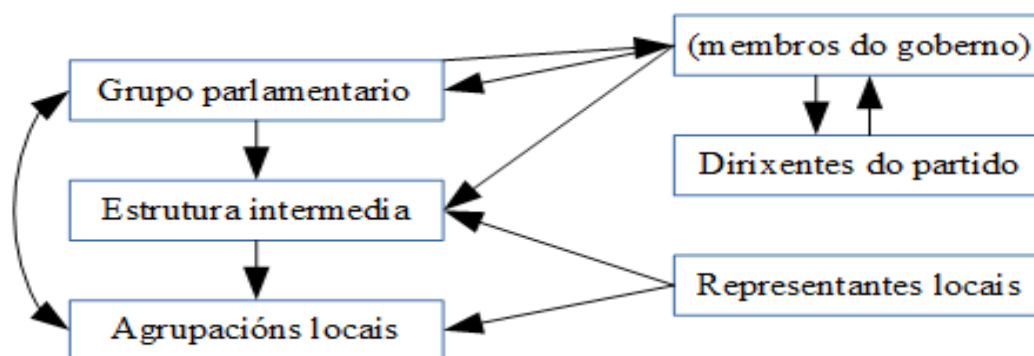 (membros do goberno)
Grupo parlamentario
Dirixentes do partido
Estrutura intermedia
Representantes locais
Agrupacións locais